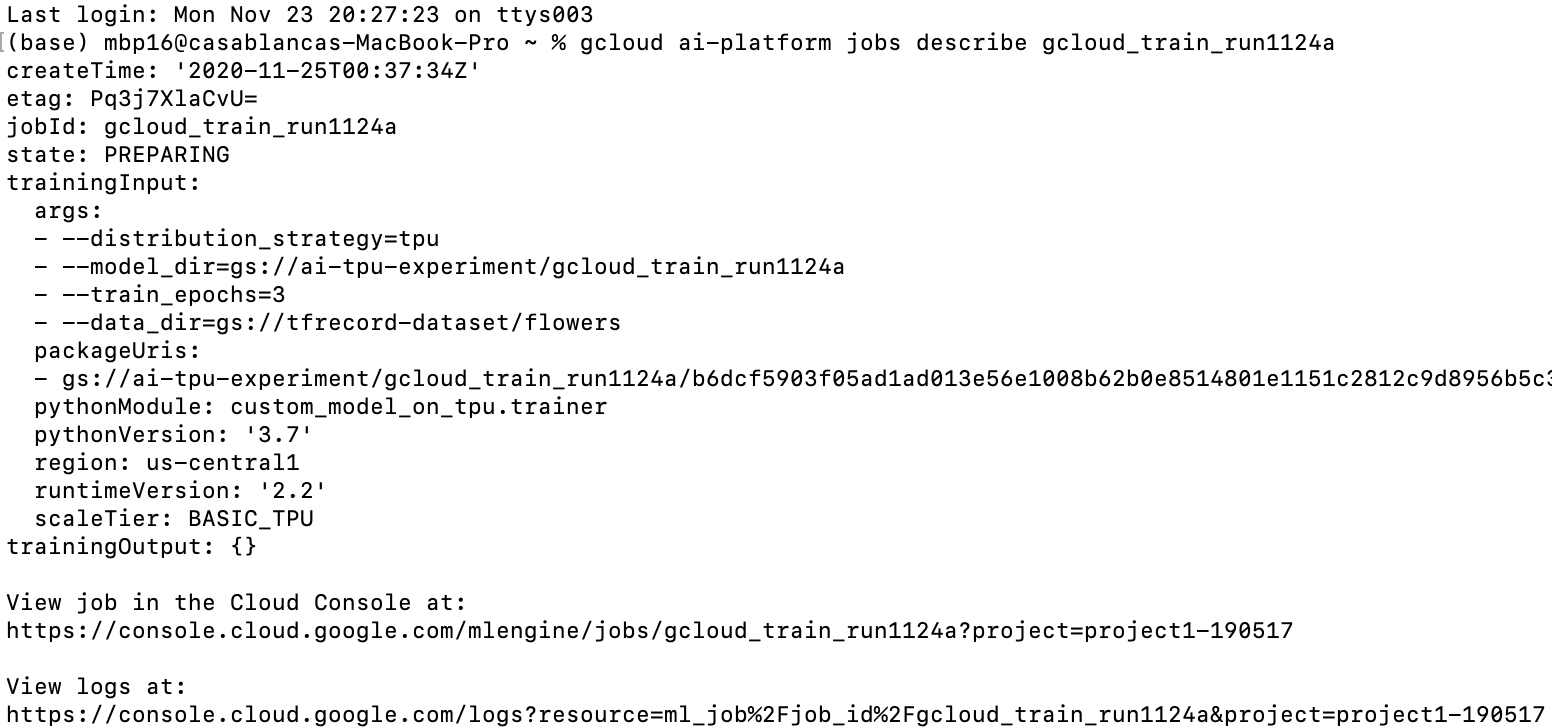 Last login: Mon Nov 23 20:27:23 on ttys003
(base) mbp16@casablancas-MacBook-Pro ~ % gcloud ai-platform jobs describe gcloud_train_run1124a
createTime: '2020-11-25T00:37:34Z'
etag: Pq3j7XlaCvU=
jobId: gcloud_train_run1124a
state: PREPARING
trainingInput:
  args:
  - --distribution_strategy=tpu
  - --model_dir=gs://ai-tpu-experiment/gcloud_train_run1124a
  - --train_epochs=3
  - --data_dir=gs://tfrecord-dataset/flowers
  packageUris:
  - gs://ai-tpu-experiment/gcloud_train_run1124a/b6dcf5903f05ad1ad013e56e1008b62b0e8514801e1151c2812c9d8956b5c3
  pythonModule: custom_model_on_tpu.trainer
  pythonVersion: '3.7'
  region: us-central1
  runtimeVersion: '2.2'
  scaleTier: BASIC_TPU
trainingOutput: {}

View job in the Cloud Console at:
https://console.cloud.google.com/mlengine/jobs/gcloud_train_run1124a?project=project1-190517

View logs at:
https://console.cloud.google.com/logs?resource=ml_job%2Fjob_id%2Fgcloud_train_run1124a&project=project1-190517